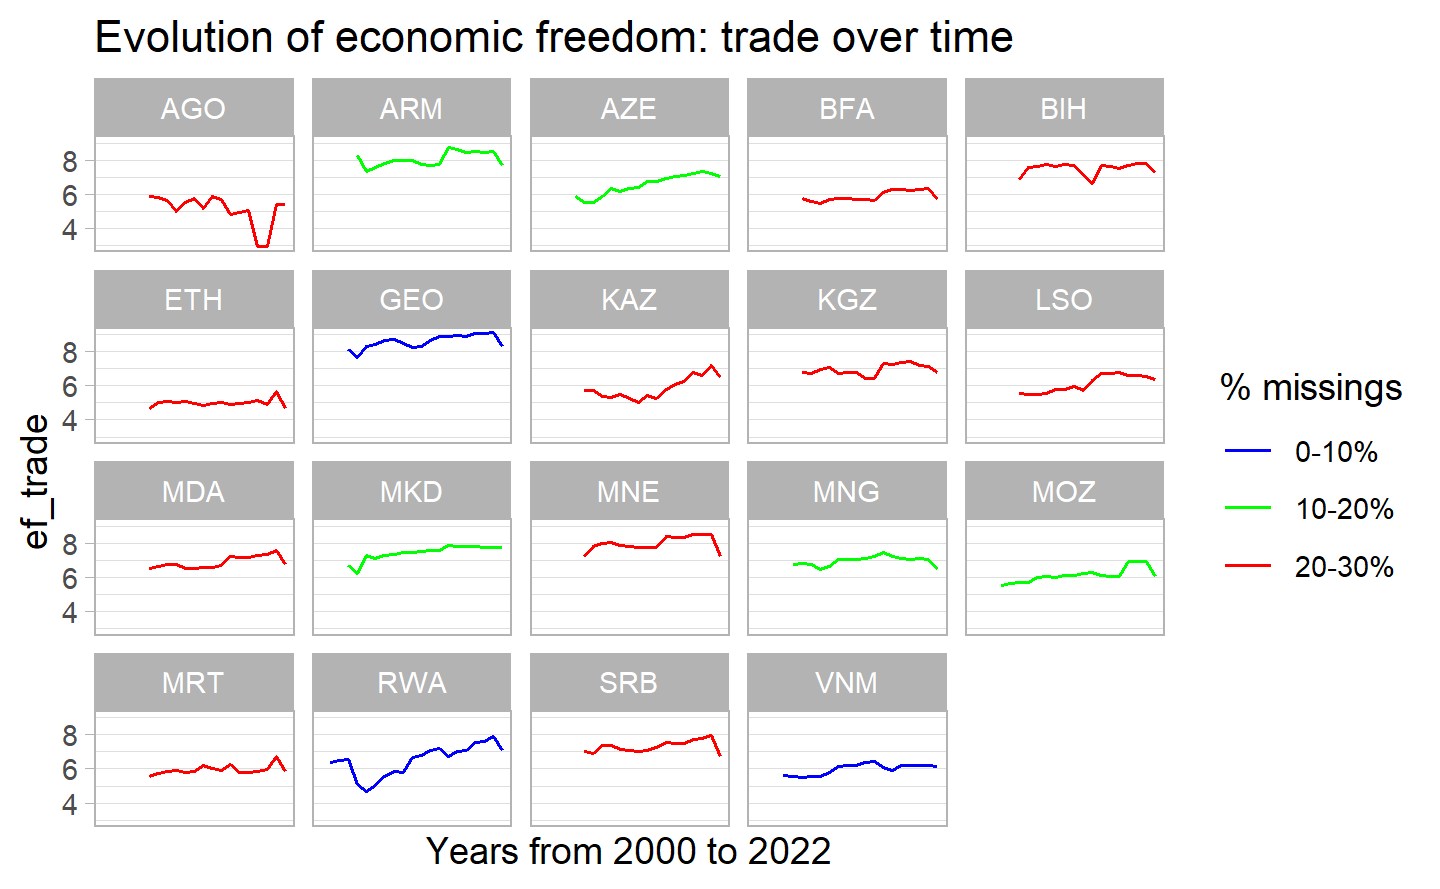 Evolution of economic freedom: trade over time
AGO ARM AZE BFA BIH
8
6
4
ETH GEO KAZ KGZ LSO
8
6
4
MDA MKD MNE MNG MOZ
8
6
4
MRT RWA SRB VNM
8
6
4
ef_trade
Years from 2000 to 2022
% missings
0-10%
10-20%
20-30%